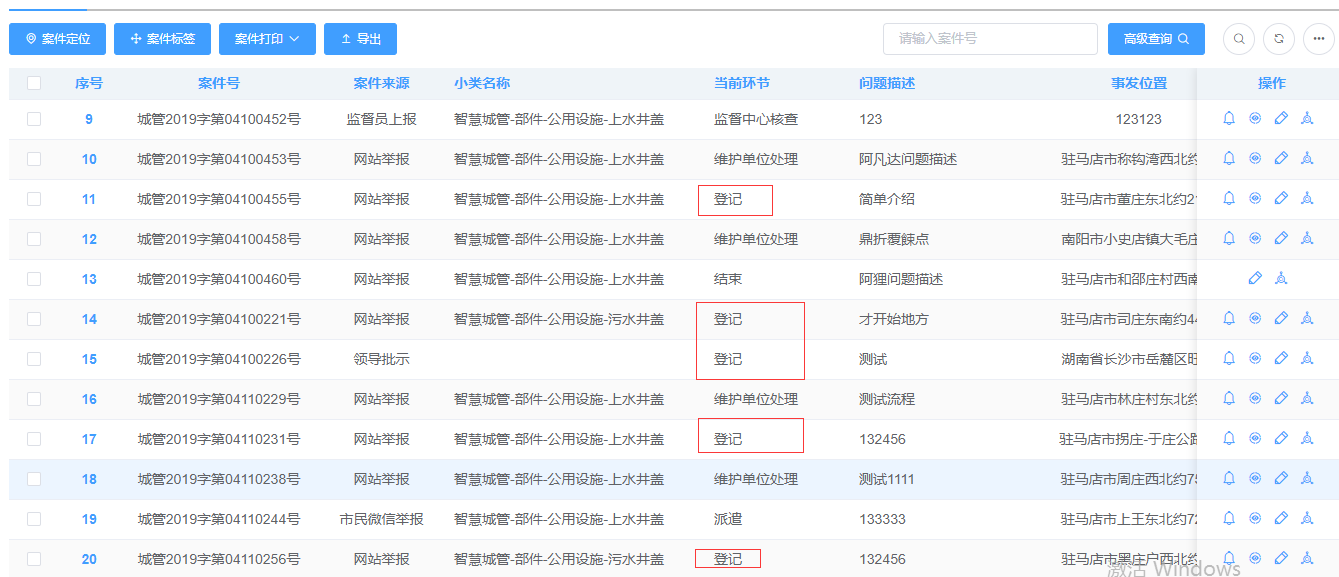 案件定位 案件标签 案件打印 导出 请输入案件号 高级查询
序号 案件号 案件来源 小类名称 当前环节 问题描述 事发位置 操作
9 城管2019字第04100452号 监督员上报 智慧城管-部件-公用设施-上水井盖 监督中心核查 123 123123
10 城管2019字第04100453号 网站举报 智慧城管-部件-公用设施-上水井盖 维护单位处理 阿凡达问题描述 驻马店市称钩湾西北约
11 城管2019字第04100455号 网站举报 智慧城管-部件-公用设施-上水井盖 登记 简单介绍 驻马店市董庄东北约2
12 城管2019字第04100458号 网站举报 智慧城管-部件-公用设施-上水井盖 维护单位处理 鼎折覆餗点 南阳市小史店镇大毛庄
13 城管2019字第04100460号 网站举报 智慧城管-部件-公用设施-上水井盖 结束 阿狸问题描述 驻马店市和邵庄村西南
14 城管2019字第04100221号 网站举报 智慧城管-部件-公用设施-污水井盖 登记 才开始地方 驻马店市司庄东南约44
15 城管2019字第04100226号 领导批示 登记 测试 湖南省长沙市岳麓区旺
16 城管2019字第04110229号 网站举报 智慧城管-部件-公用设施-上水井盖 维护单位处理 测试流程 驻马店市林庄村东北约
17 城管2019字第04110231号 网站举报 智慧城管-部件-公用设施-上水井盖 登记 132456 驻马店市拐庄-于庄公路
18 城管2019字第04110238号 网站举报 智慧城管-部件-公用设施-上水井盖 维护单位处理 测试1111 驻马店市周庄西北约75
19 城管2019字第04110244号 市民微信举报 智慧城管-部件-公用设施-上水井盖 派遣 133333 驻马店市上王东北约72
20 城管2019字第04110256号 网站举报 智慧城管-部件-公用设施-污水井盖 登记 132456 驻马店市黑庄户西北约
激活 Windows